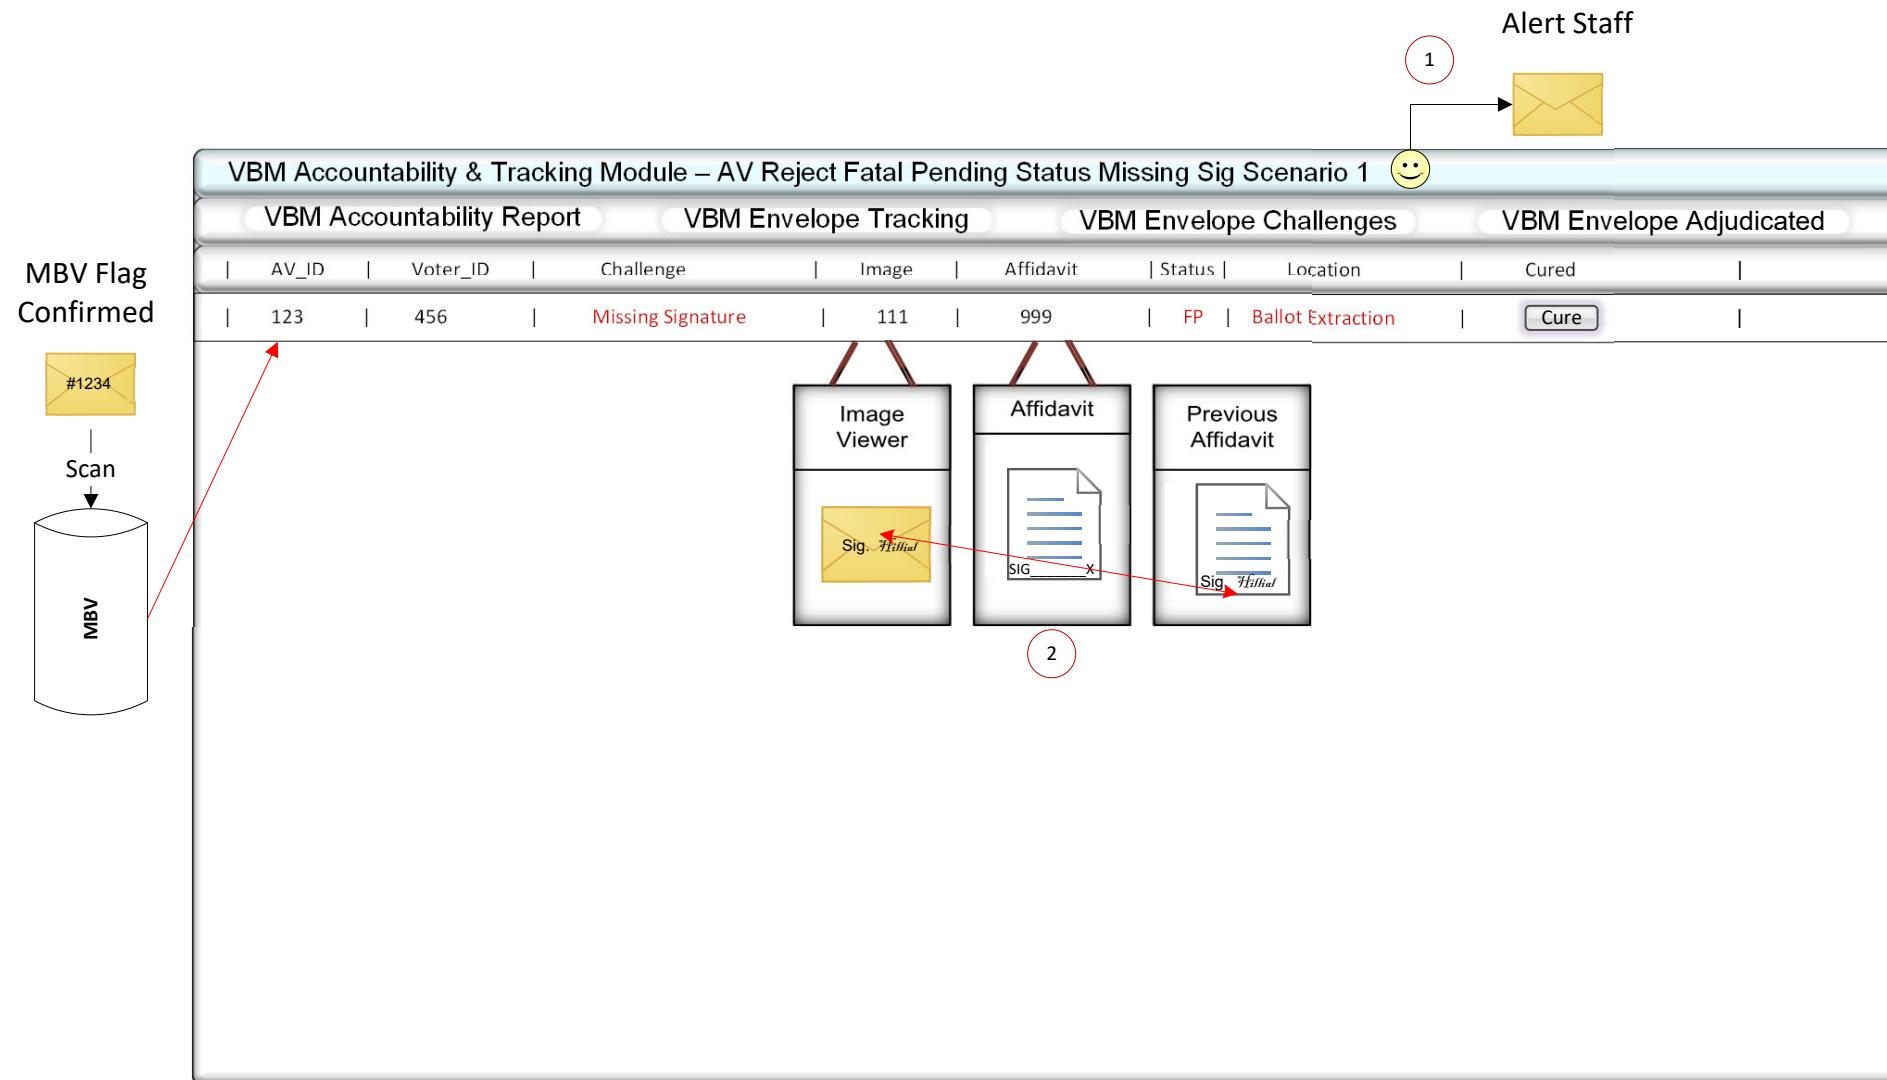 Alert Staff
1
VBM Accountability & Tracking Module – AV Reject Fatal Pending Status Missing Sig Scenario 1
VBM Accountability Report VBM Envelope Tracking VBM Envelope Challenges VBM Envelope Adjudicated
| AV_ID | Voter_ID | Challenge | Image | Affidavit | Status | Location | Cured |
| 123 | 456 | Missing Signature | 111 | 999 | FP | Ballot Extraction | Cure |
MBV Flag
Confirmed
#1234
Scan
MBV
Image
Viewer
Sig. Hillial
Affidavit
SIG_______X
Previous
Affidavit
Sig. Hillial
2